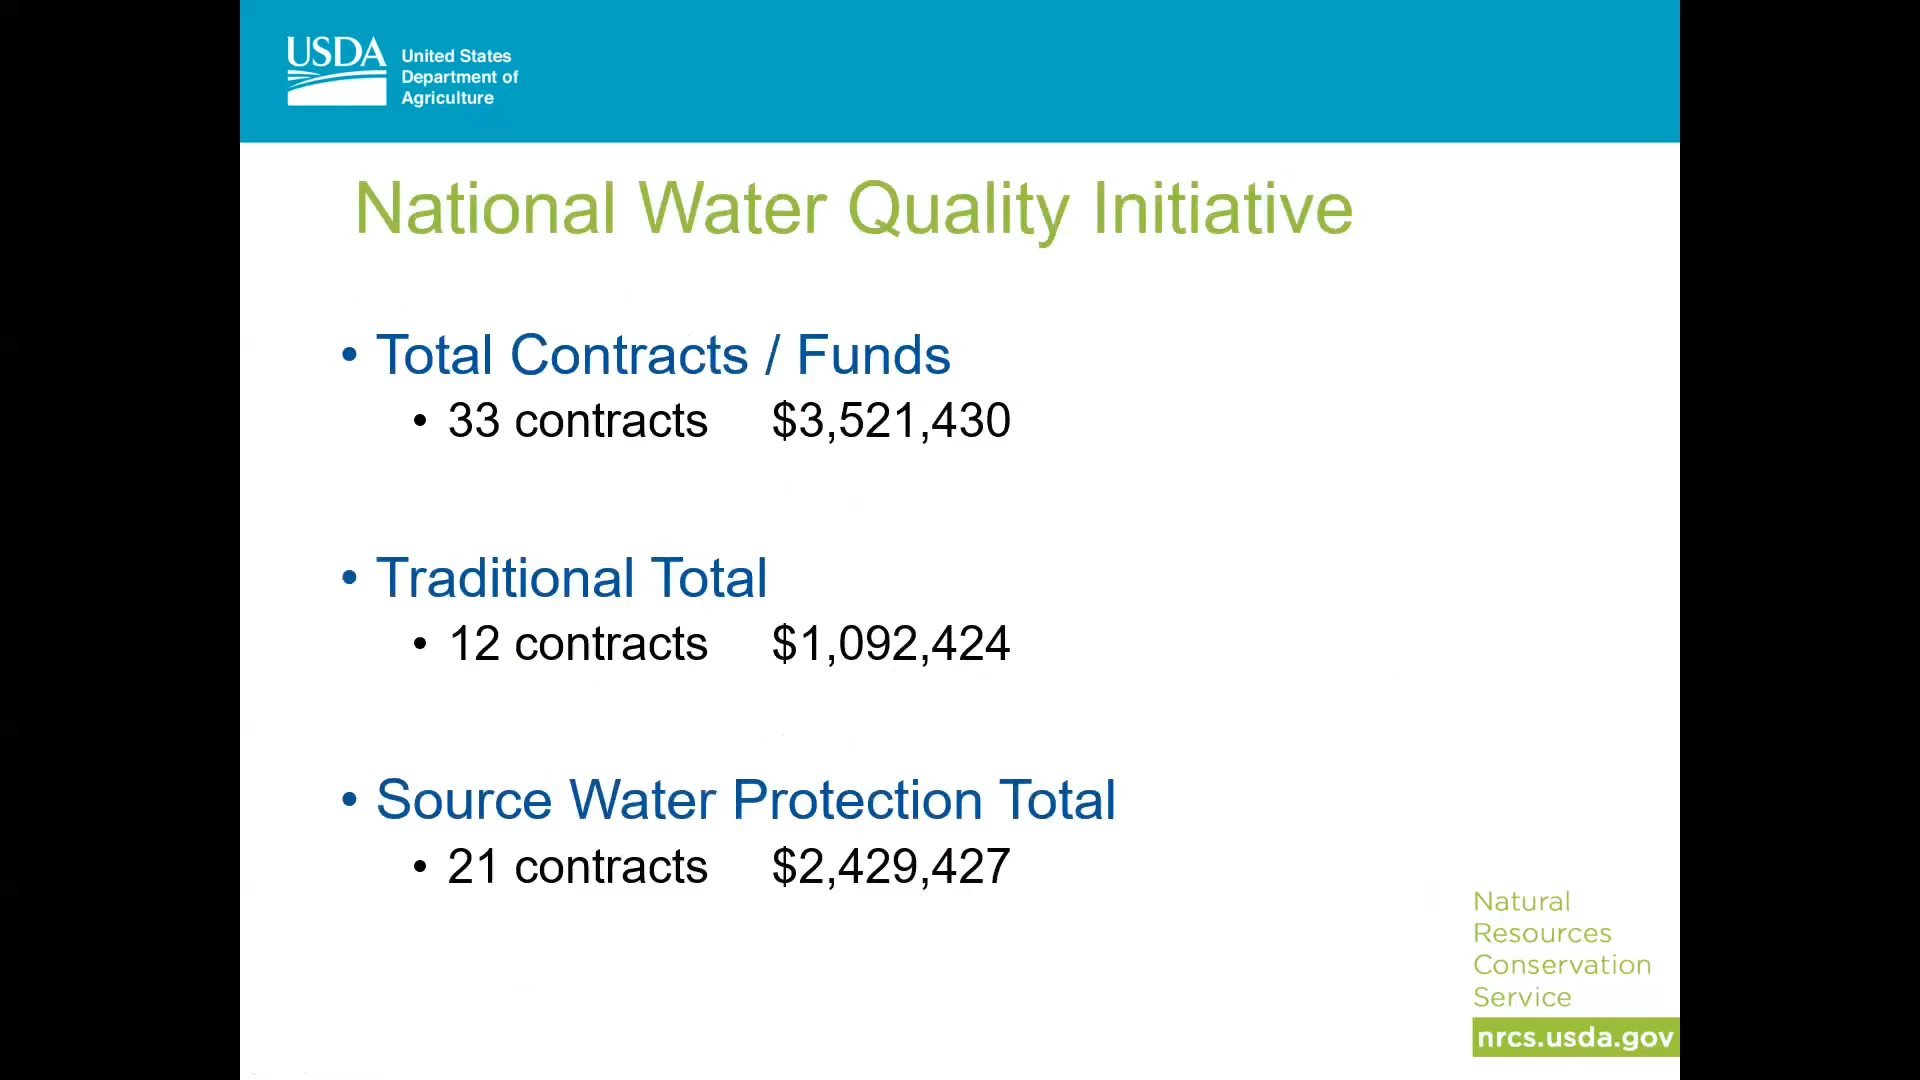 USDA
United States
Department of
Agriculture
National Water Quality Initiative
• Total Contracts / Funds
• 33 contracts $3,521,430
• Traditional Total
• 12 contracts $1,092,424
• Source Water Protection Total
• 21 contracts $2,429,427
Natural
Resources
Conservation
Service
nrcs.usda.gov